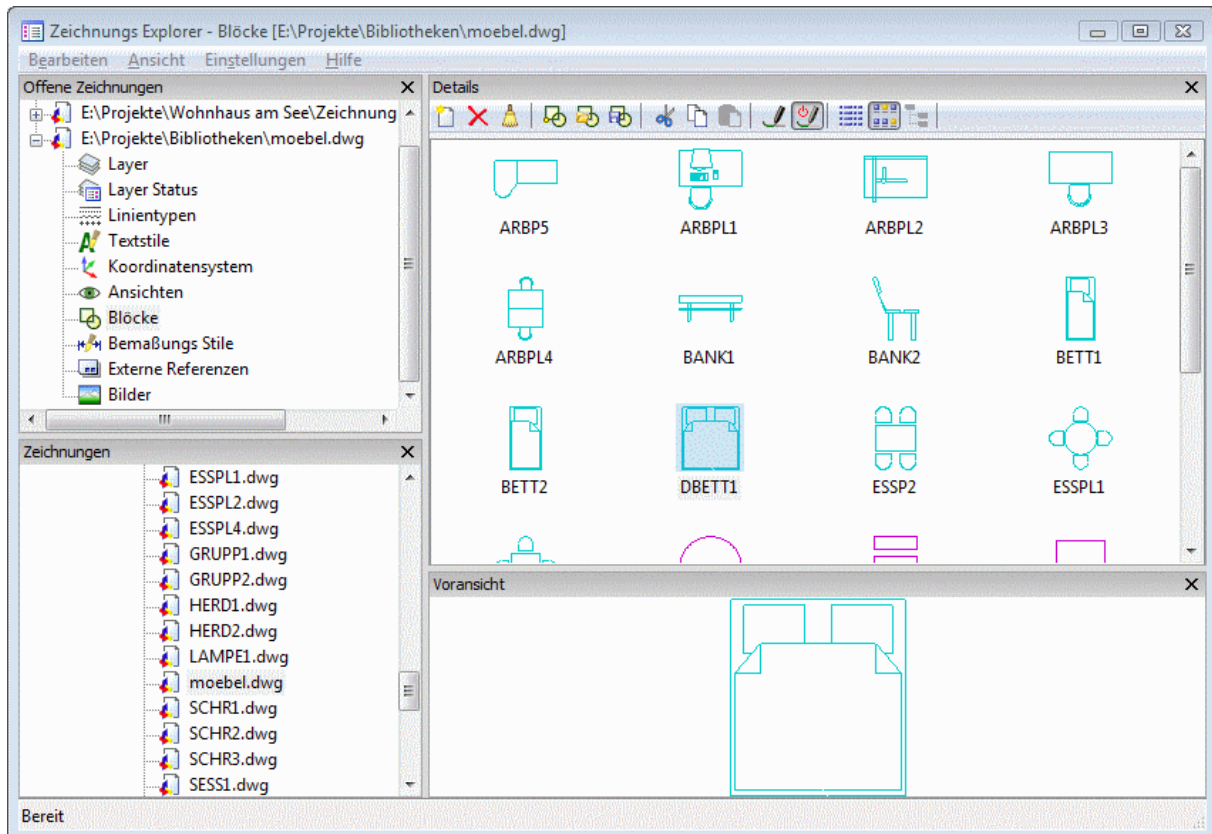 Zeichnungs Explorer - Blöcke [E:\Projekte\Bibliotheken\moebel.dwg]
Bearbeiten Ansicht Einstellungen Hilfe
Offene Zeichnungen
E:\Projekte\Wohnhaus am See\Zeichnung
E:\Projekte\Bibliotheken\moebel.dwg
Layer
Layer Status
Linientypen
Textstile
Koordinatensystem
Ansichten
Blöcke
Bemaßungs Stile
Externe Referenzen
Bilder
Zeichnungen
ESSPL1.dwg
ESSPL2.dwg
ESSPL4.dwg
GRUPP1.dwg
GRUPP2.dwg
HERD1.dwg
HERD2.dwg
LAMPE1.dwg
moebel.dwg
SCHR1.dwg
SCHR2.dwg
SCHR3.dwg
SESS1.dwg
Details
ARBP5 ARBPL1 ARBPL2 ARBPL3
ARBPL4 BANK1 BANK2 BETT1
BETT2 DBETT1 ESSP2 ESSPL1
Voransicht
Bereit